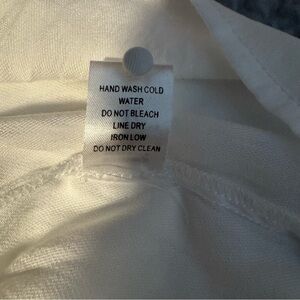 HAND WASH COLD
WATER
DO NOT BLEACH
LINE DRY
IRON LOW
DO NOT DRY CLEAN